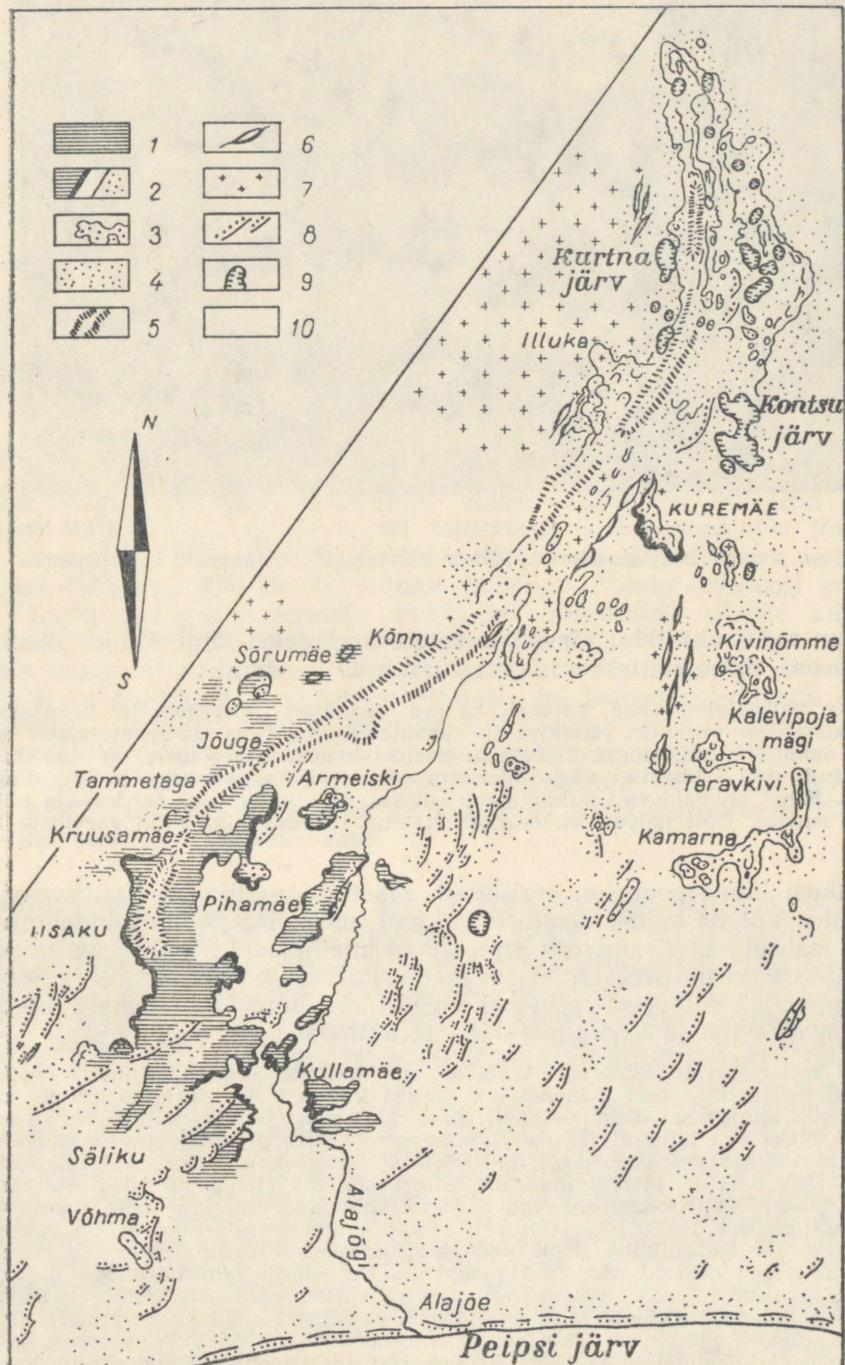 1 6
2 7
3 8
4 9
5 10
N
S
Kurtna
järv
Illuka
Kontsu
järv
KUREMÄE
Kõnnu
Sõrumäe
Kivinõmme
Jõuga
Kalevipoja
mägi
Tammetaga
Armeiski
Teravkivi
Kruusamäe
Kamarna
Pihamäe
IISAKU
Kullamäe
Säliku
Alajõgi
Võhma
Alajõe
Peipsi järv